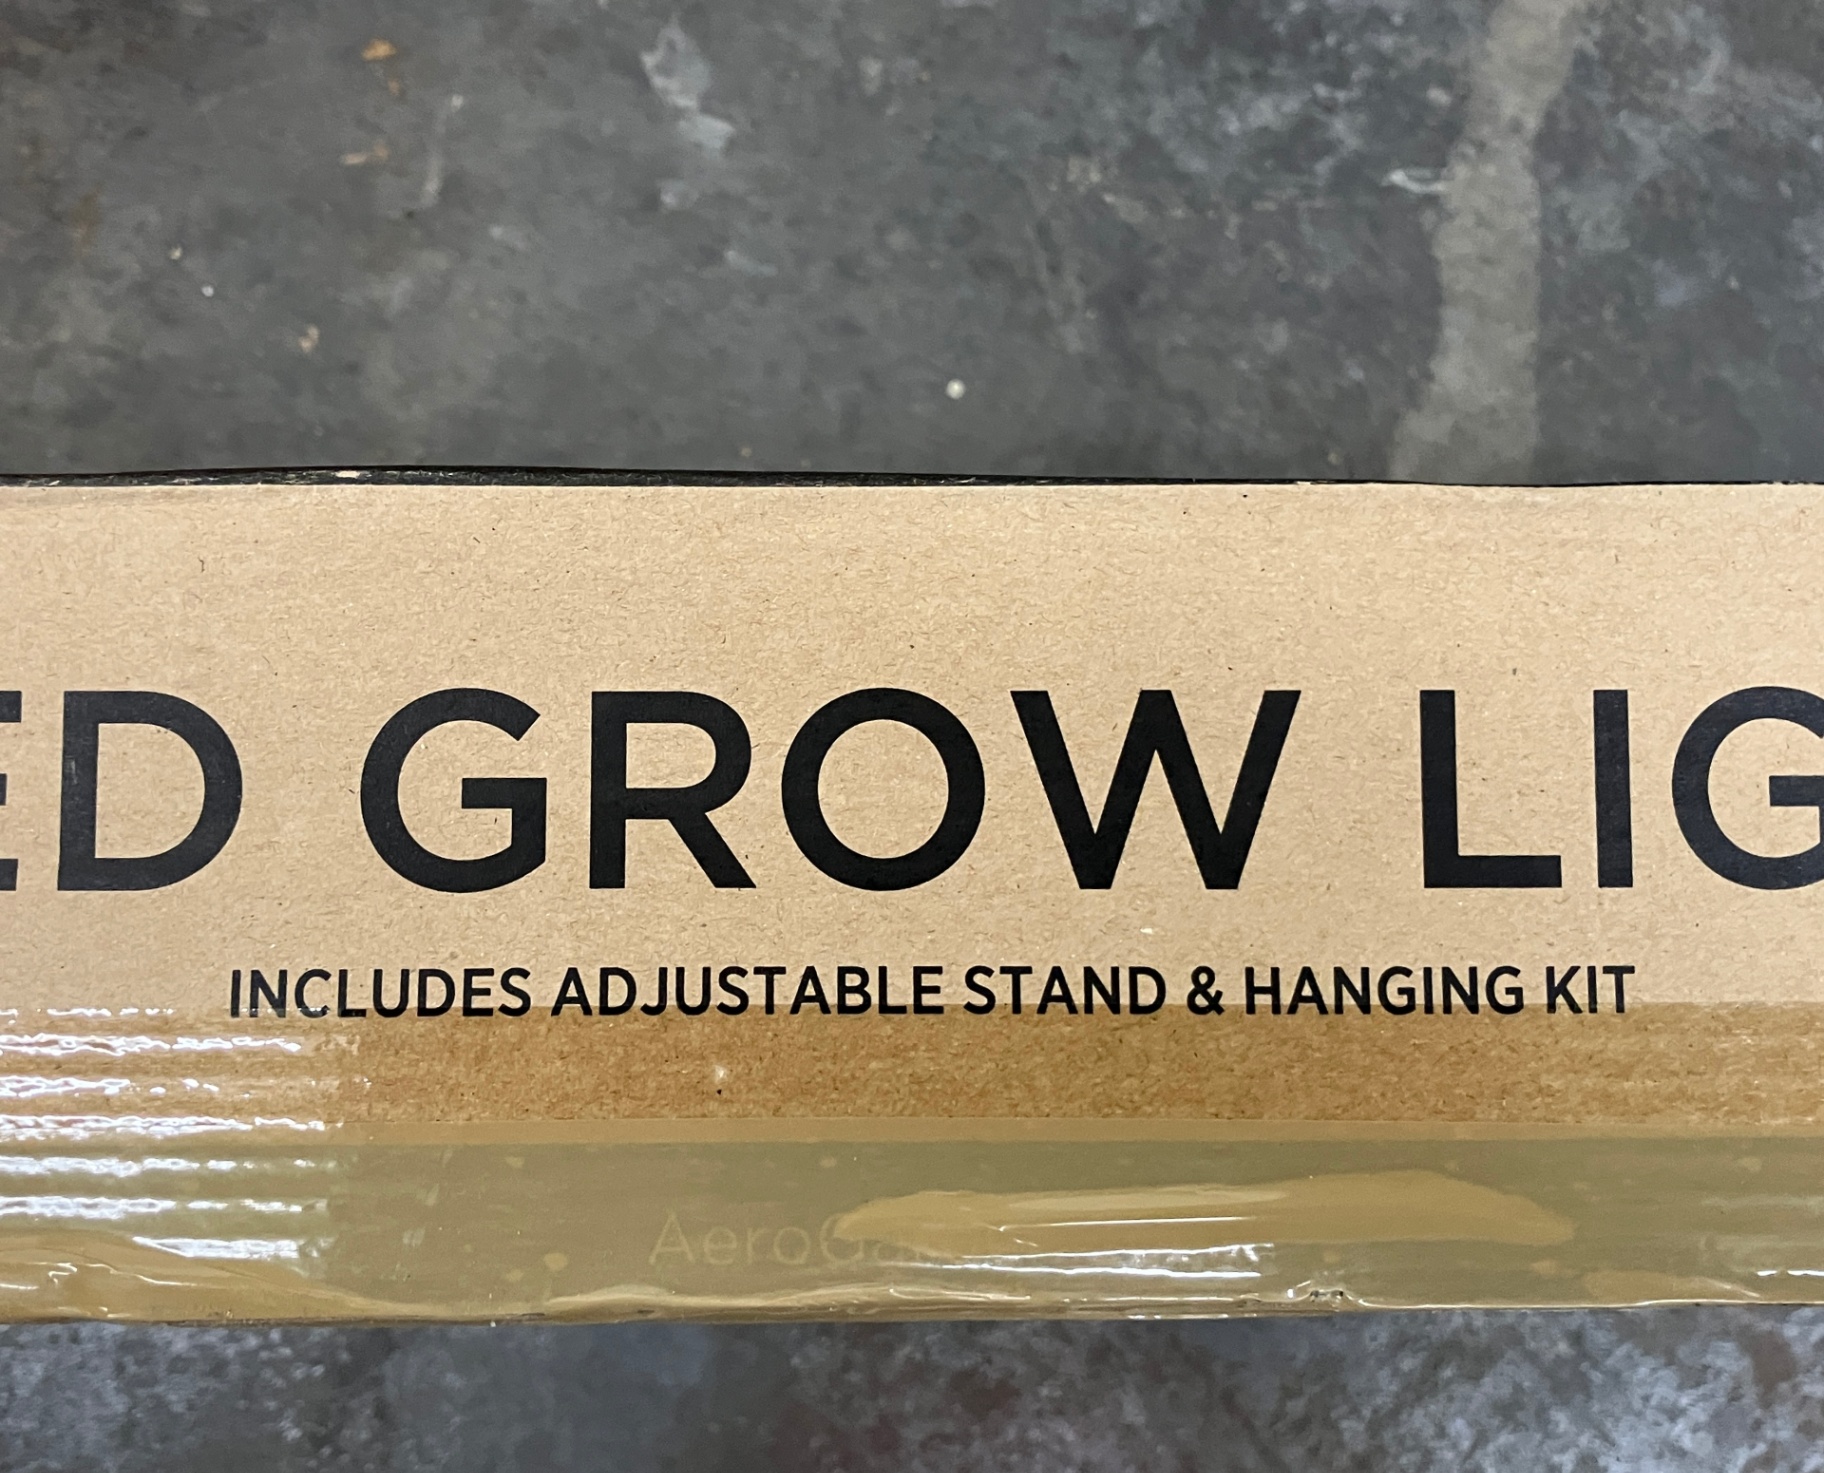 ED GROW LIG
INCLUDES ADJUSTABLE STAND & HANGING KIT